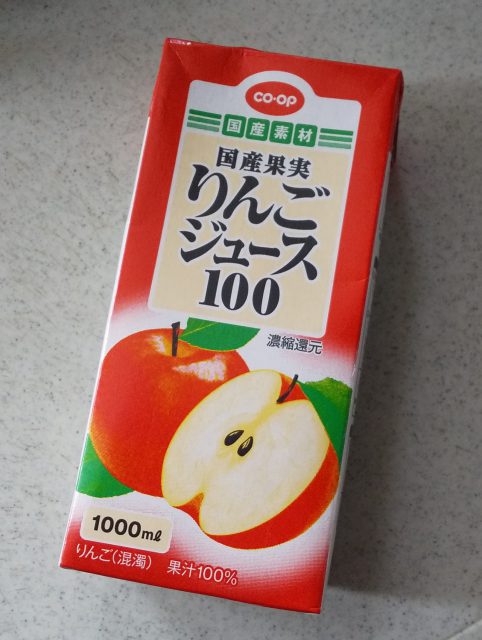 CO·OP
国産素材
国産果実
りんご
ジュース
100
濃縮還元
1000ml
りんご(混濁) 果汁100%